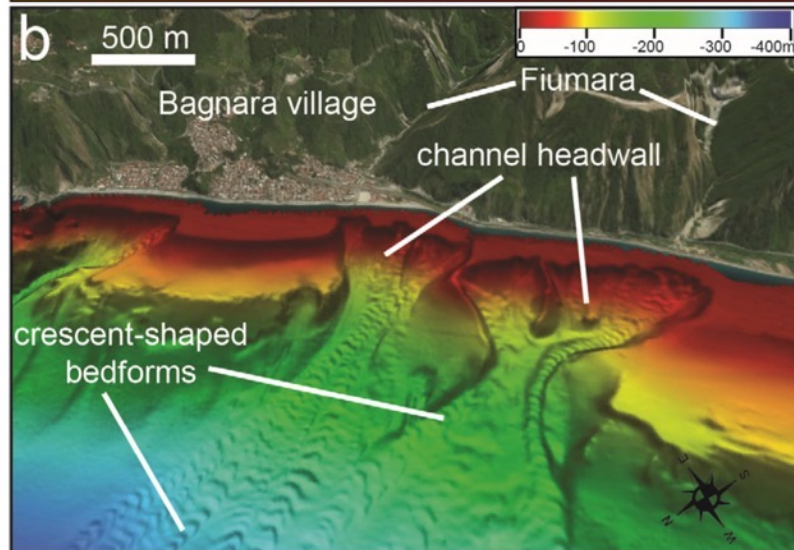 b
500 m
0 -100 -200 -300 -400m
Fiumara
Bagnara village
channel headwall
crescent-shaped
bedforms
E
S
N
W